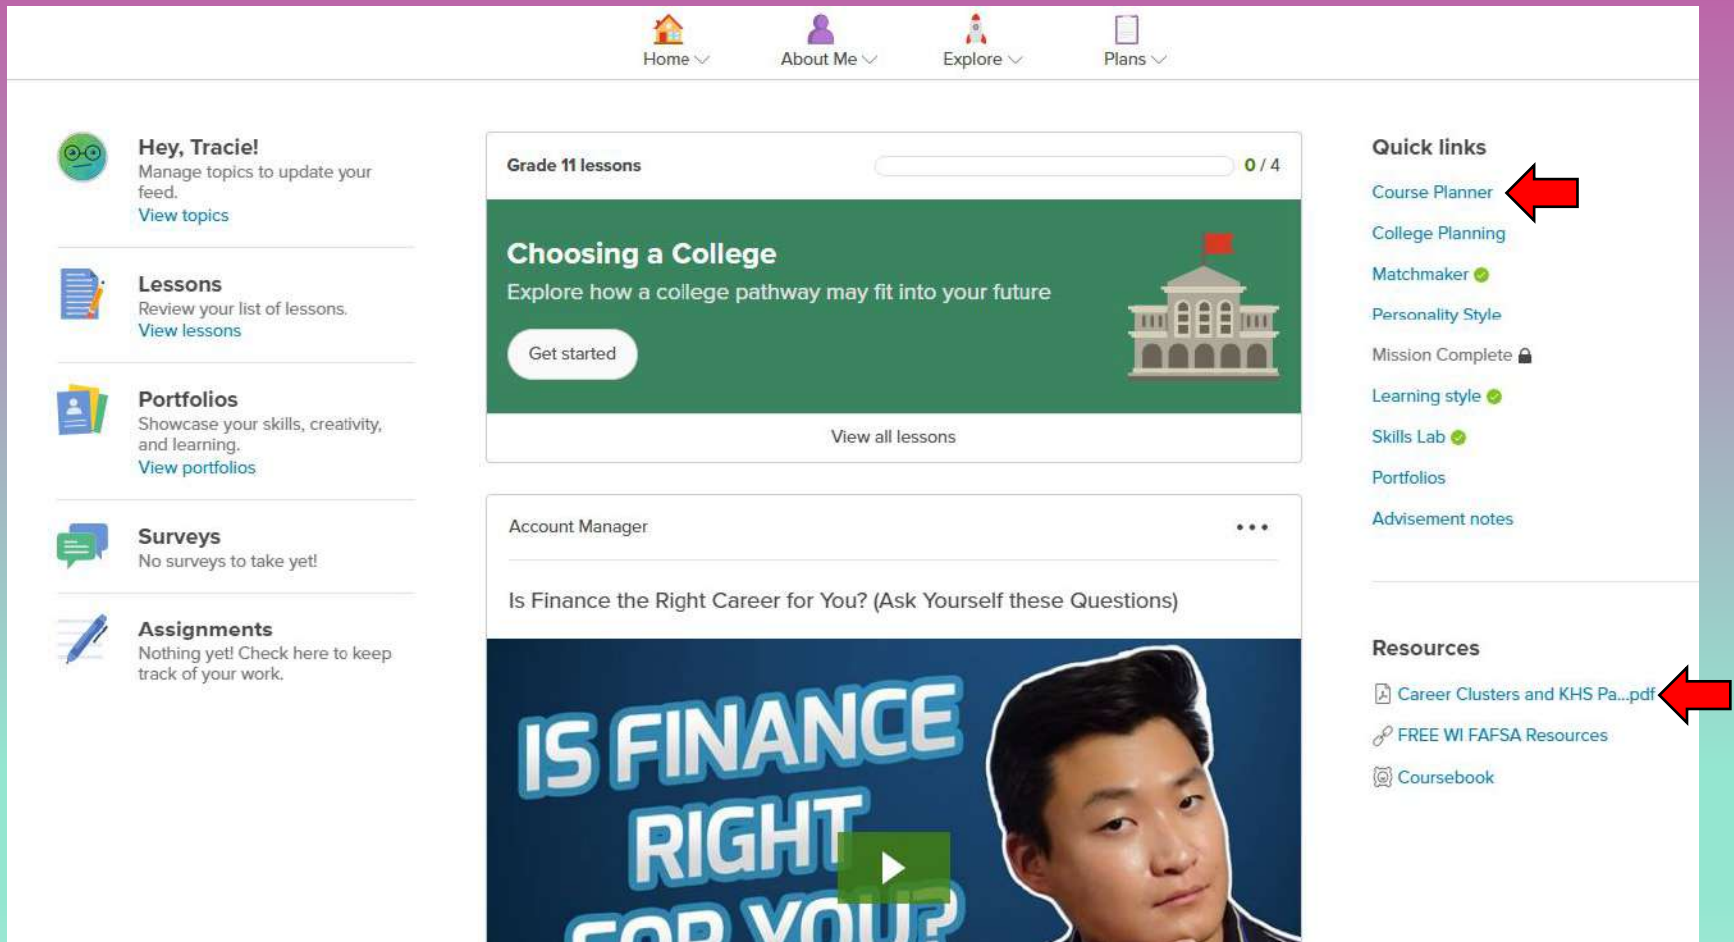 Home
About Me
Explore
Plans
Hey, Tracie!
Manage topics to update your
feed.
View topics
Lessons
Review your list of lessons.
View lessons
Portfolios
Showcase your skills, creativity,
and learning.
View portfolios
Surveys
No surveys to take yet!
Assignments
Nothing yet! Check here to keep
track of your work.
Grade 11 lessons
0 / 4
Choosing a College
Explore how a college pathway may fit into your future
Get started
View all lessons
Account Manager
Is Finance the Right Career for You? (Ask Yourself these Questions)
IS FINANCE
RIGHT
FOR YOU?
Quick links
Course Planner
College Planning
Matchmaker
Personality Style
Mission Complete
Learning style
Skills Lab
Portfolios
Advisement notes
Resources
Career Clusters and KHS Pa...pdf
FREE WI FAFSA Resources
Coursebook